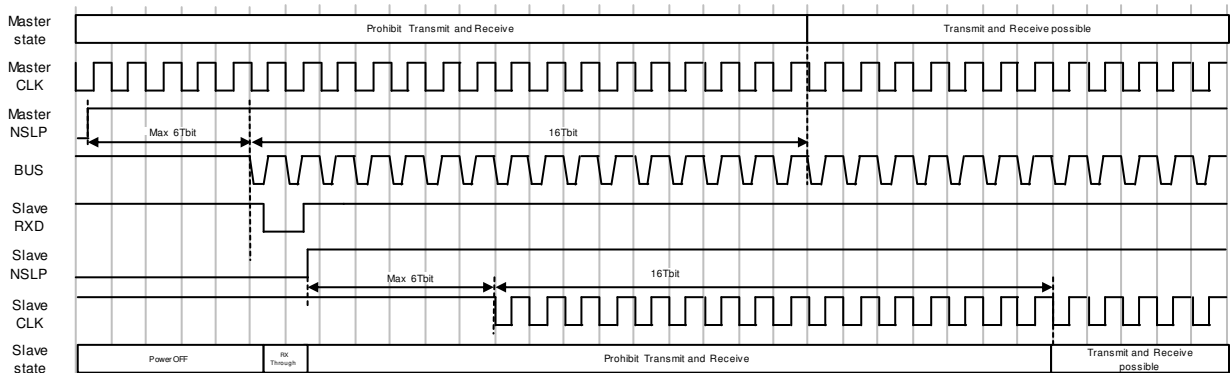 Master
state
Prohibit Transmit and Receive
Transmit and Receive possible
Master
CLK
Master
NSLP
Max 6Tbit
16Tbit
BUS
Slave
RXD
Slave
NSLP
Max 6Tbit
16Tbit
Slave
CLK
Slave
state
PowerOFF
RX
Through
Prohibit Transmit and Receive
Transmit and Receive
possible